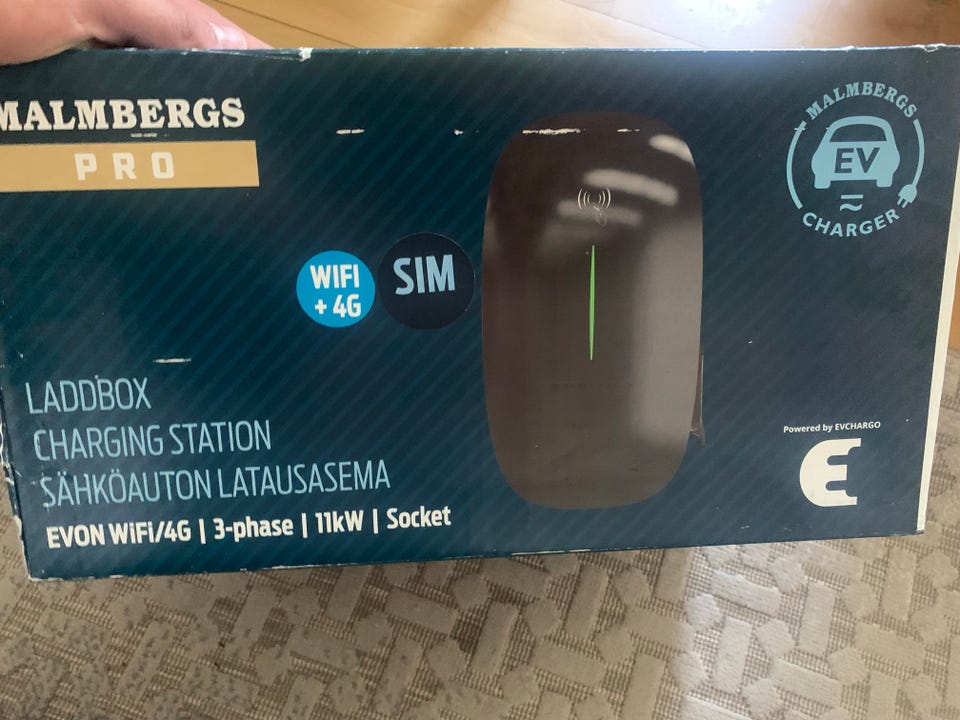 MALMBERGS
PRO
WIFI
+ 4G
SIM
MALMBERGS
EV
CHARGER
LADDBOX
CHARGING STATION
SÄHKÖAUTON LATAUSASEMA
EVON WiFi/4G | 3-phase | 11kW | Socket
Powered by EVCHARGO
E